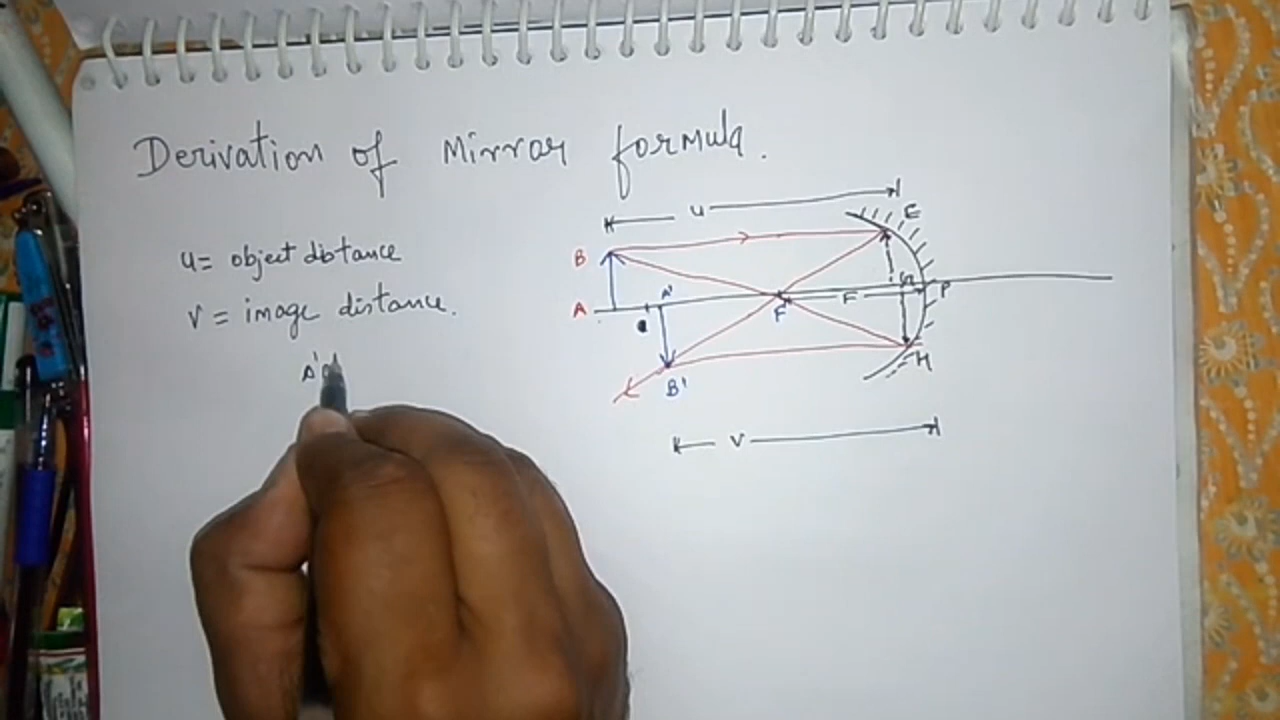 Derivation of Mirror formula.
u
E
u = object distance
B
v = image distance.
A
A'
F
F
G
P
A'
B'
H
v